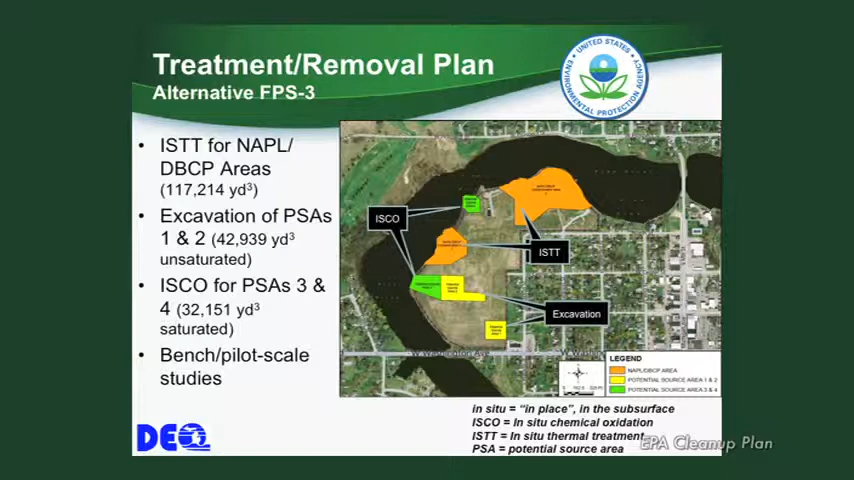 Treatment/Removal Plan
Alternative FPS-3
UNITED STATES
ENVIRONMENTAL PROTECTION AGENCY
• ISTT for NAPL/
DBCP Areas
(117,214 yd³)
• Excavation of PSAs
1 & 2 (42,939 yd³
unsaturated)
• ISCO for PSAs 3 &
4 (32,151 yd³
saturated)
• Bench/pilot-scale
studies
ISCO
ISTT
Excavation
W Washington Ave
LEGEND
NAPL/DBCP AREA
POTENTIAL SOURCE AREA 1 & 2
POTENTIAL SOURCE AREA 3 & 4
in situ = “in place”, in the subsurface
ISCO = In situ chemical oxidation
ISTT = In situ thermal treatment
PSA = potential source area
DEQ
EPA Cleanup Plan